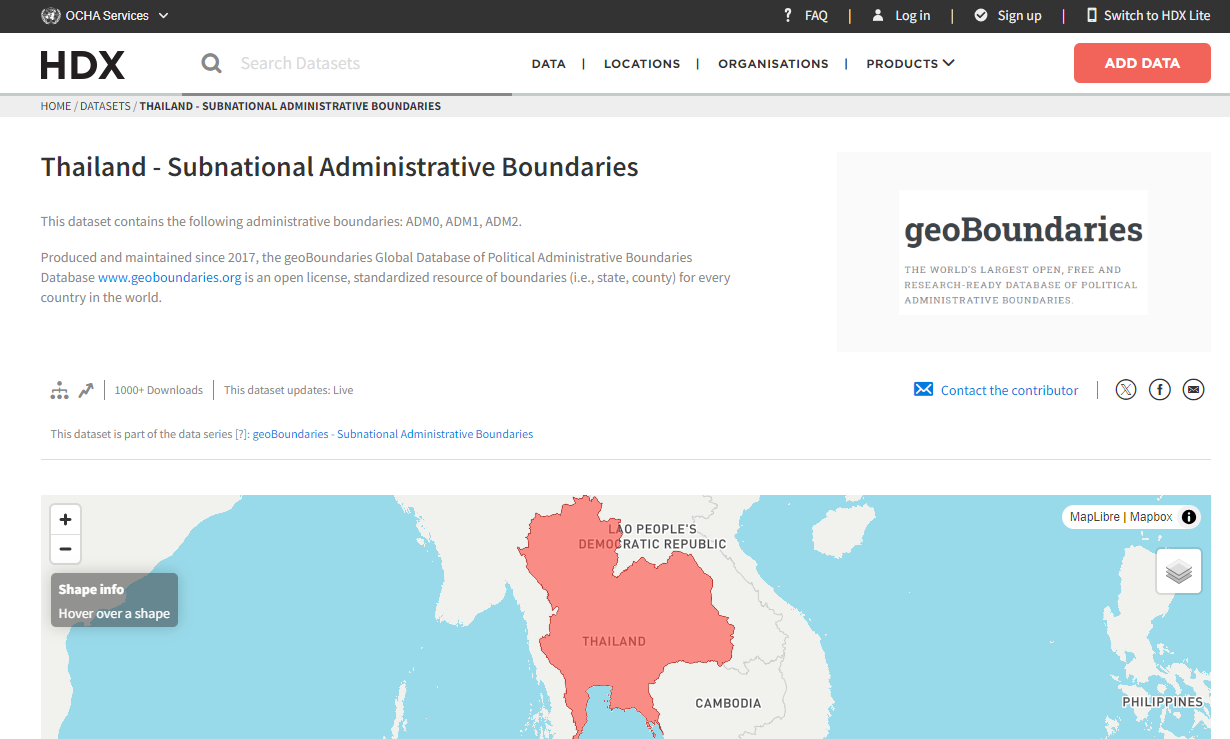 OCHA Services
FAQ | Log in | Sign up | Switch to HDX Lite
HDX
Search Datasets
DATA | LOCATIONS | ORGANISATIONS | PRODUCTS
ADD DATA
HOME / DATASETS / THAILAND - SUBNATIONAL ADMINISTRATIVE BOUNDARIES
Thailand - Subnational Administrative Boundaries
This dataset contains the following administrative boundaries: ADM0, ADM1, ADM2.
Produced and maintained since 2017, the geoBoundaries Global Database of Political Administrative Boundaries
Database www.geoboundaries.org is an open license, standardized resource of boundaries (i.e., state, county) for every
country in the world.
geoBoundaries
THE WORLD'S LARGEST OPEN, FREE AND
RESEARCH-READY DATABASE OF POLITICAL
ADMINISTRATIVE BOUNDARIES.
1000+ Downloads | This dataset updates: Live
Contact the contributor
This dataset is part of the data series [?]: geoBoundaries - Subnational Administrative Boundaries
+
−
Shape info
Hover over a shape
MapLibre | Mapbox
LAO PEOPLE'S
DEMOCRATIC REPUBLIC
THAILAND
CAMBODIA
PHILIPPINES